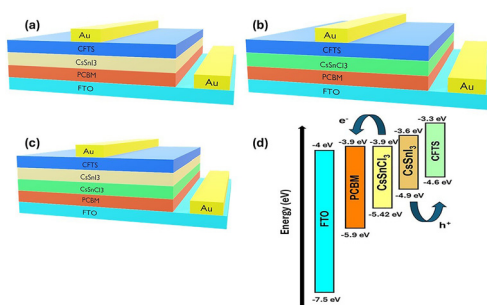 (a)
Au
CFTS
CsSnI3
PCBM
FTO
Au
(b)
Au
CFTS
CsSnCl3
PCBM
FTO
Au
(c)
Au
CFTS
CsSnI3
CsSnCl3
PCBM
FTO
Au
(d)
Energy (eV)
e⁻
h⁺
-4 eV
FTO
-7.5 eV
-3.9 eV
PCBM
-5.9 eV
-3.9 eV
CsSnCl₃
-5.42 eV
-3.6 eV
CsSnI₃
-4.9 eV
-3.3 eV
CFTS
-4.6 eV